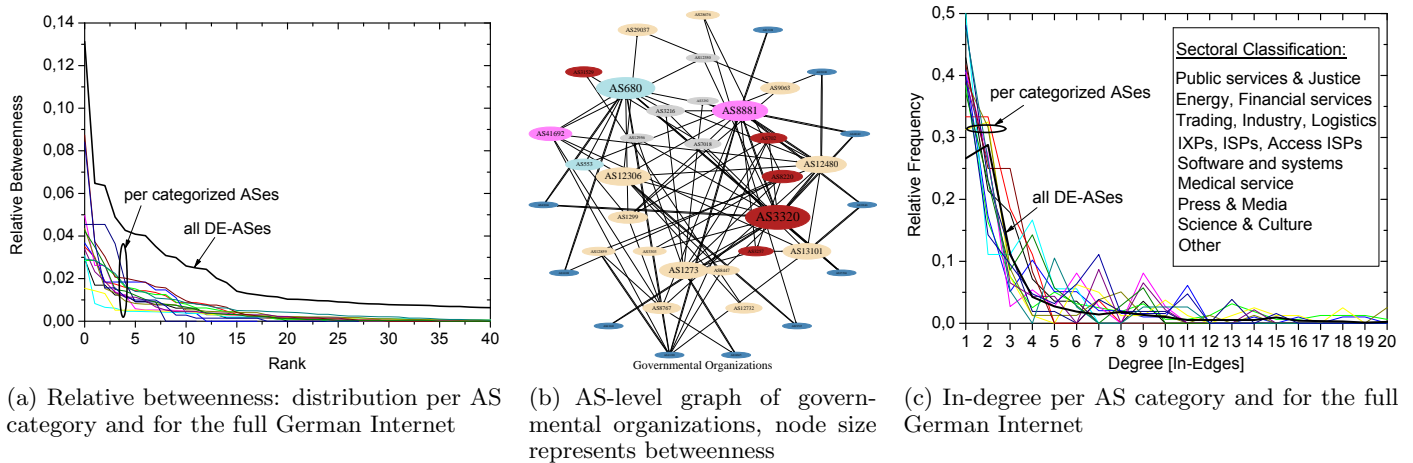 0,14
0,12
0,10
0,08
0,06
0,04
0,02
0,00
Relative Betweenness
per categorized ASes
all DE-ASes
0 5 10 15 20 25 30 35 40
Rank
(a) Relative betweenness: distribution per AS
category and for the full German Internet
AS29037
AS680
AS9063
AS3216
AS8881
AS41692
AS7018
AS553
AS12306
AS12480
AS8220
AS3320
AS1299
AS13101
AS1273
AS8767
AS12732
Governmental Organizations
(b) AS-level graph of govern-
mental organizations, node size
represents betweenness
0,5
0,4
0,3
0,2
0,1
0,0
Relative Frequency
per categorized ASes
all DE-ASes
Sectoral Classification:
Public services & Justice
Energy, Financial services
Trading, Industry, Logistics
IXPs, ISPs, Access ISPs
Software and systems
Medical service
Press & Media
Science & Culture
Other
1 2 3 4 5 6 7 8 9 10 11 12 13 14 15 16 17 18 19 20
Degree [In-Edges]
(c) In-degree per AS category and for the full
German Internet